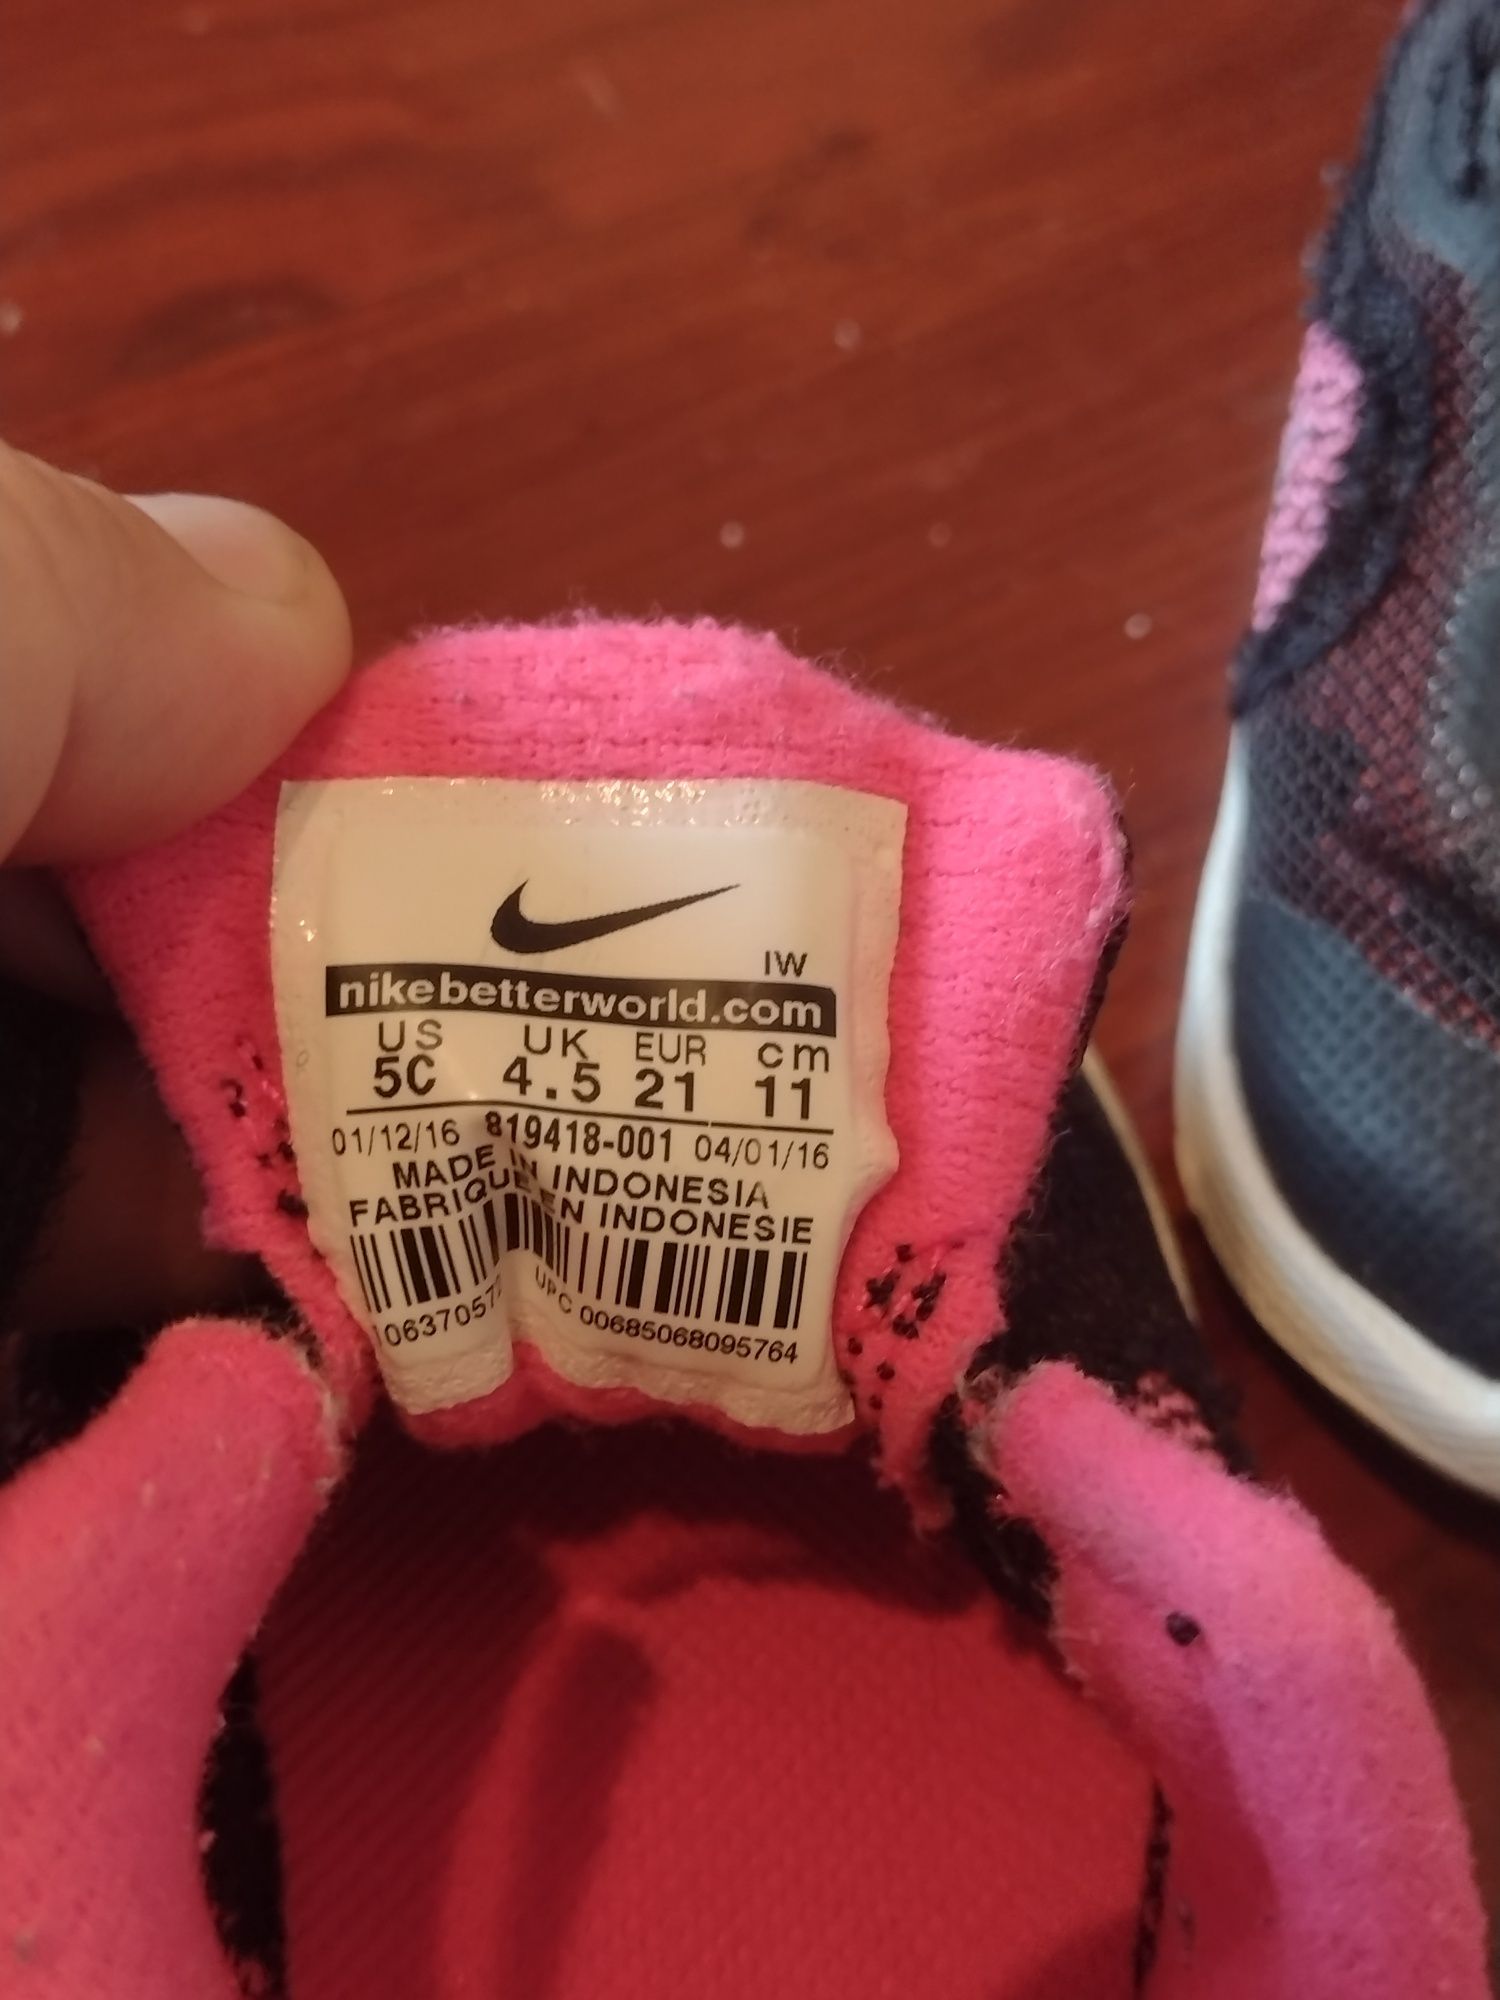 IW
nikebetterworld.com
US UK EUR cm
5C 4.5 21 11
01/12/16 819418-001 04/01/16
MADE IN INDONESIA
FABRIQUE EN INDONESIE
UPC 00685068095764